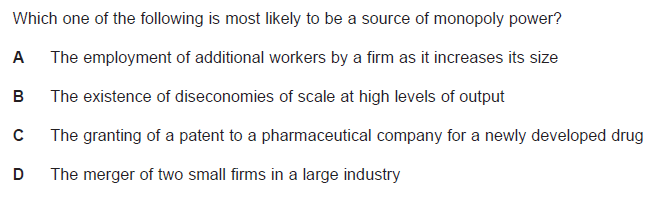 Which one of the following is most likely to be a source of monopoly power?
A The employment of additional workers by a firm as it increases its size
B The existence of diseconomies of scale at high levels of output
C The granting of a patent to a pharmaceutical company for a newly developed drug
D The merger of two small firms in a large industry